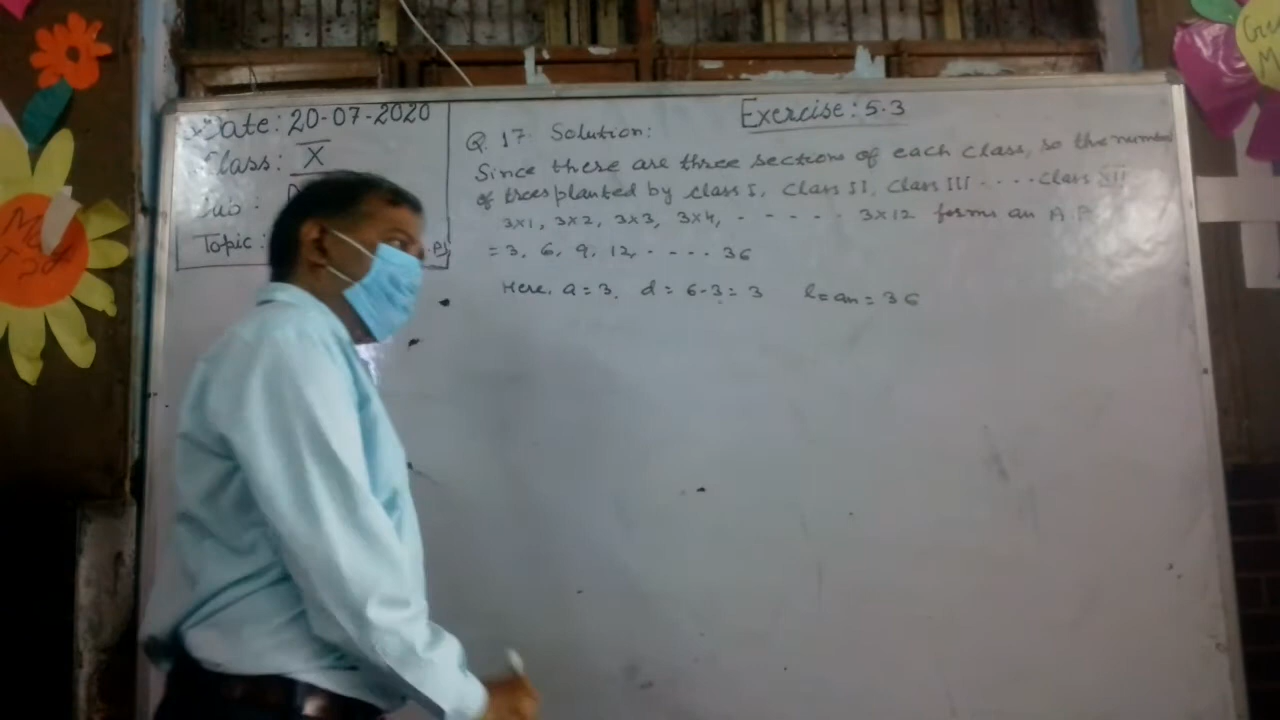 Date: 20-07-2020
Class: X
Sub :
Topic:
Exercise: 5.3
Q. 17 Solution:
Since there are three sections of each class, so the number
of trees planted by class I, class II, class III ..... class XII
3×1, 3×2, 3×3, 3×4, - - - - - . 3×12 forms an A.P.
= 3, 6, 9, 12, - - - - . 36
Here, a = 3, d = 6-3 = 3 l = an = 36